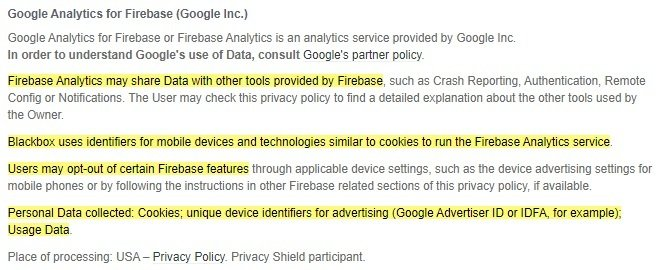 Google Analytics for Firebase (Google Inc.)
Google Analytics for Firebase or Firebase Analytics is an analytics service provided by Google Inc.
In order to understand Google's use of Data, consult Google's partner policy.
Firebase Analytics may share Data with other tools provided by Firebase, such as Crash Reporting, Authentication, Remote
Config or Notifications. The User may check this privacy policy to find a detailed explanation about the other tools used by
the Owner.
Blackbox uses identifiers for mobile devices and technologies similar to cookies to run the Firebase Analytics service.
Users may opt-out of certain Firebase features through applicable device settings, such as the device advertising settings for
mobile phones or by following the instructions in other Firebase related sections of this privacy policy, if available.
Personal Data collected: Cookies; unique device identifiers for advertising (Google Advertiser ID or IDFA, for example);
Usage Data.
Place of processing: USA – Privacy Policy. Privacy Shield participant.